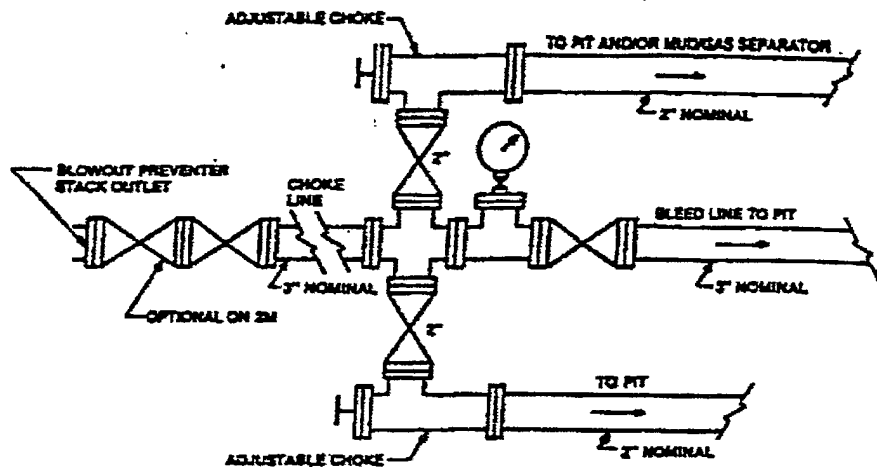 ADJUSTABLE CHOKE
TO PIT AND/OR MUD/GAS SEPARATOR
2" NOMINAL
2"
BLOWOUT PREVENTER
STACK OUTLET
CHOKE
LINE
BLEED LINE TO PIT
3" NOMINAL
3" NOMINAL
OPTIONAL ON 2M
2"
TO PIT
2" NOMINAL
ADJUSTABLE CHOKE